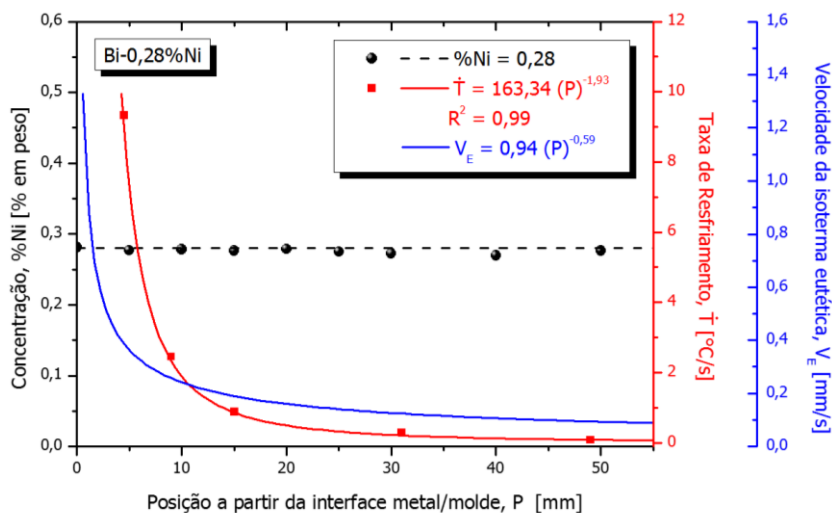 Bi-0,28%Ni
%Ni = 0,28
Ṫ = 163,34 (P)^-1,93
R^2 = 0,99
V_E = 0,94 (P)^-0,59
Concentração, %Ni [% em peso]
0,6
0,5
0,4
0,3
0,2
0,1
0,0
0 10 20 30 40 50
Posição a partir da interface metal/molde, P [mm]
12
10
8
6
4
2
0
Taxa de Resfriamento, Ṫ [°C/s]
1,6
1,4
1,2
1,0
0,8
0,6
0,4
0,2
0,0
Velocidade da isoterma eutética, V_E [mm/s]